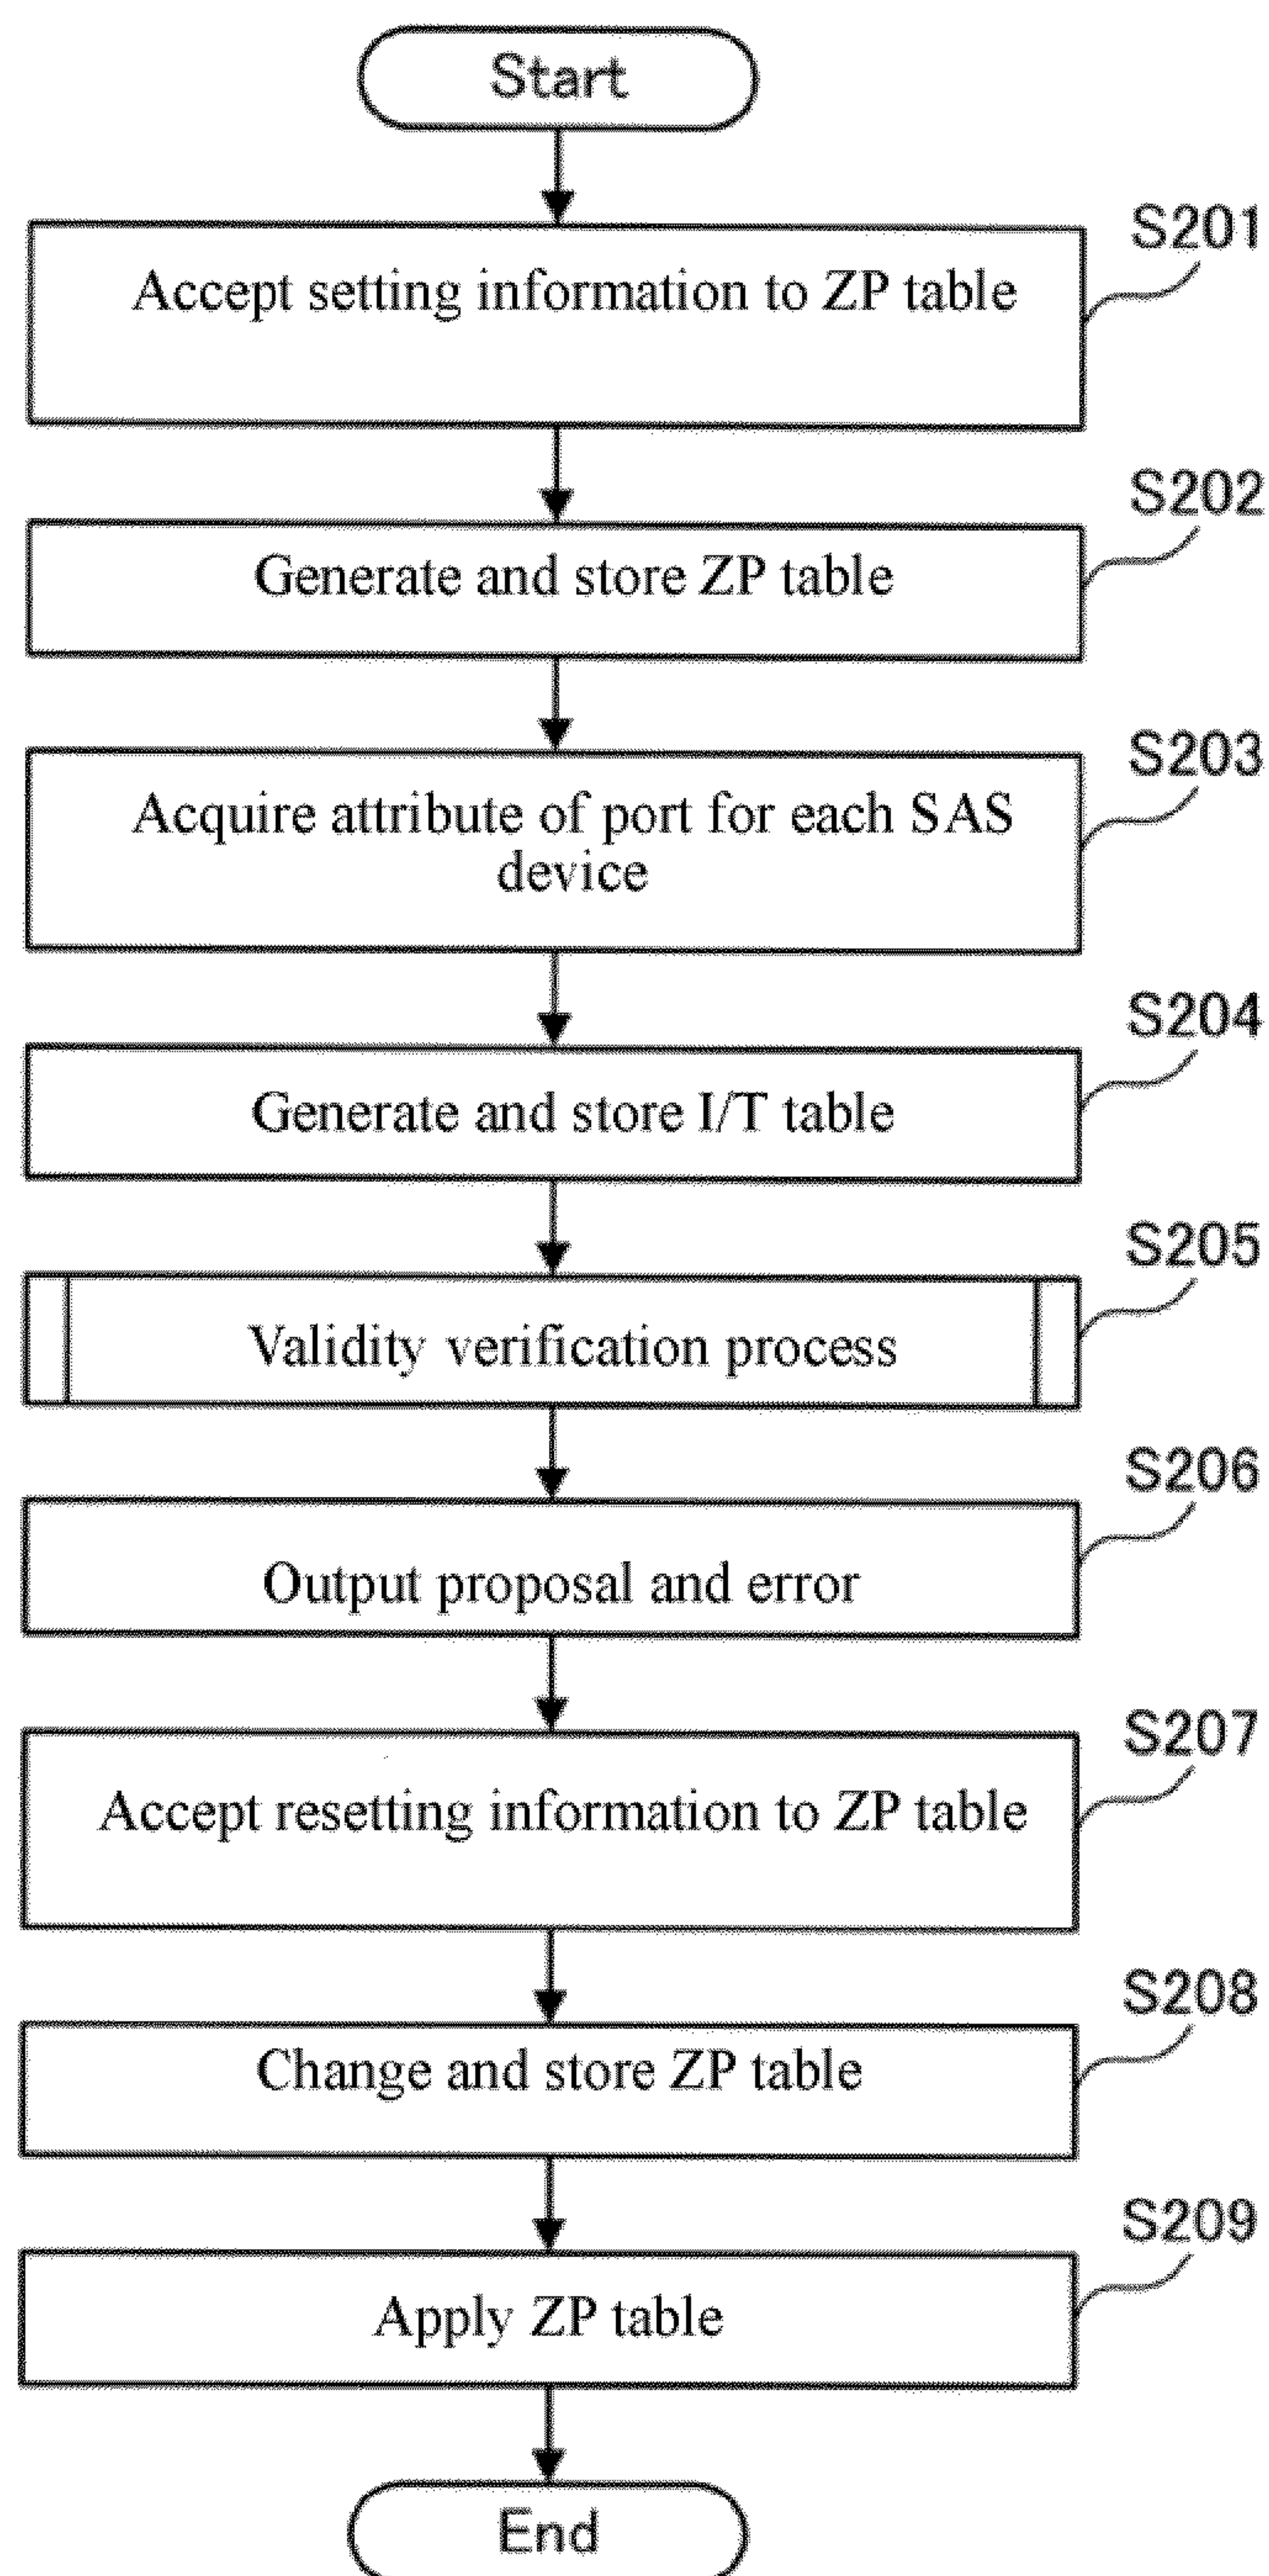 Start
S201
Accept setting information to ZP table
S202
Generate and store ZP table
S203
Acquire attribute of port for each SAS
device
S204
Generate and store I/T table
S205
Validity verification process
S206
Output proposal and error
S207
Accept resetting information to ZP table
S208
Change and store ZP table
S209
Apply ZP table
End